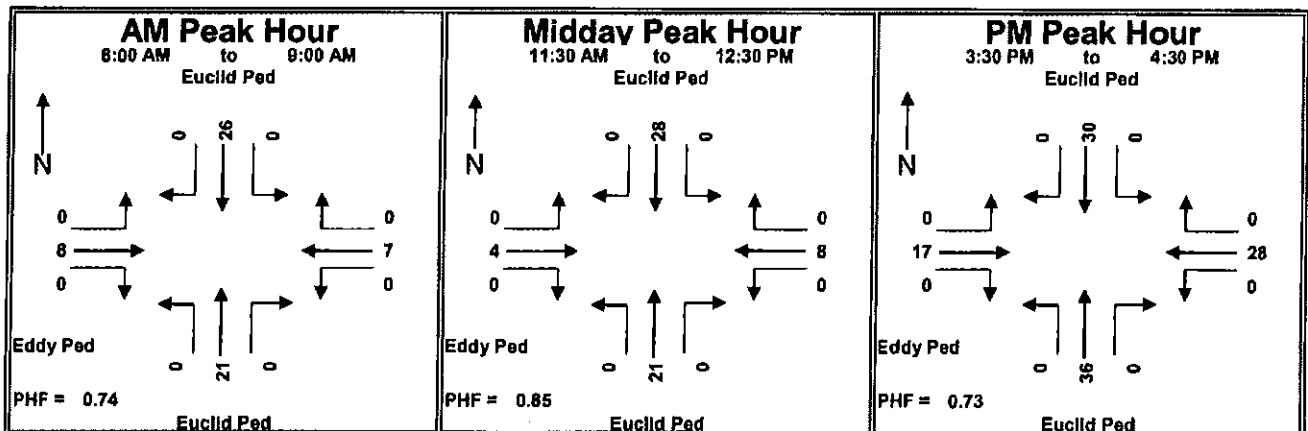 AM Peak Hour
8:00 AM to 9:00 AM
Euclid Ped
N
0 26 0
0
8
0
0
7
0
Eddy Ped
0 21 0
PHF = 0.74
Euclid Ped
Midday Peak Hour
11:30 AM to 12:30 PM
Euclid Ped
N
0 28 0
0
4
0
0
8
0
Eddy Ped
0 21 0
PHF = 0.85
Euclid Ped
PM Peak Hour
3:30 PM to 4:30 PM
Euclid Ped
N
0 30 0
0
17
0
0
28
0
Eddy Ped
0 36 0
PHF = 0.73
Euclid Ped